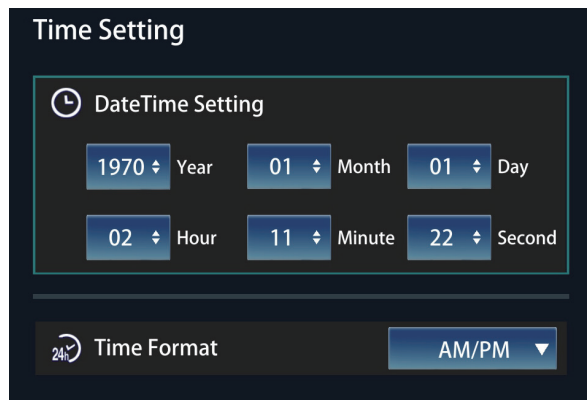 Time Setting
DateTime Setting
1970 Year 01 Month 01 Day
02 Hour 11 Minute 22 Second
24h Time Format AM/PM